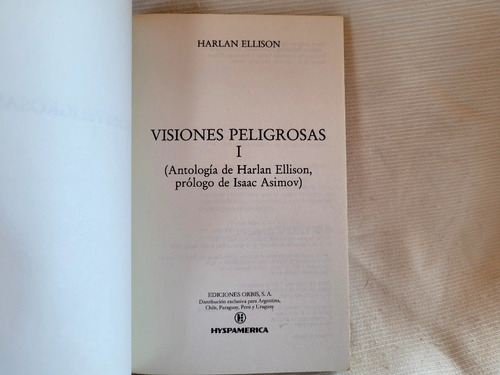 HARLAN ELLISON
VISIONES PELIGROSAS
I
(Antología de Harlan Ellison,
prólogo de Isaac Asimov)
EDICIONES ORBIS, S. A.
Distribución exclusiva para Argentina,
Chile, Paraguay, Perú y Uruguay
H
HYSPAMERICA